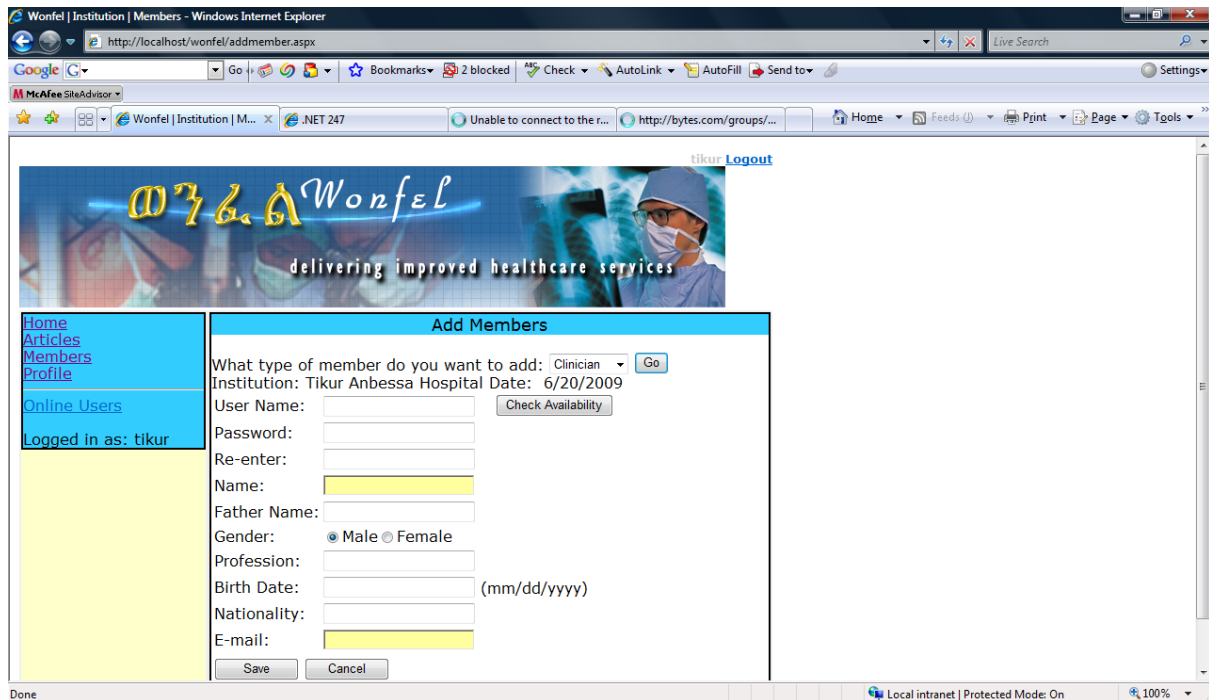 Wonfel | Institution | Members - Windows Internet Explorer
http://localhost/wonfel/addmember.aspx
Live Search
Google
Go
Bookmarks
2 blocked
Check
AutoLink
AutoFill
Send to
Settings
McAfee SiteAdvisor
Wonfel | Institution | M...
.NET 247
Unable to connect to the r...
http://bytes.com/groups/...
Home
Feeds (J)
Print
Page
Tools
tikur Logout
ወንፈል Wonfel
delivering improved healthcare services
Home
Articles
Members
Profile
Online Users
Logged in as: tikur
Add Members
What type of member do you want to add: Clinician Go
Institution: Tikur Anbessa Hospital Date: 6/20/2009
User Name: Check Availability
Password:
Re-enter:
Name:
Father Name:
Gender: Male Female
Profession:
Birth Date: (mm/dd/yyyy)
Nationality:
E-mail:
Save Cancel
Done
Local intranet | Protected Mode: On
100%